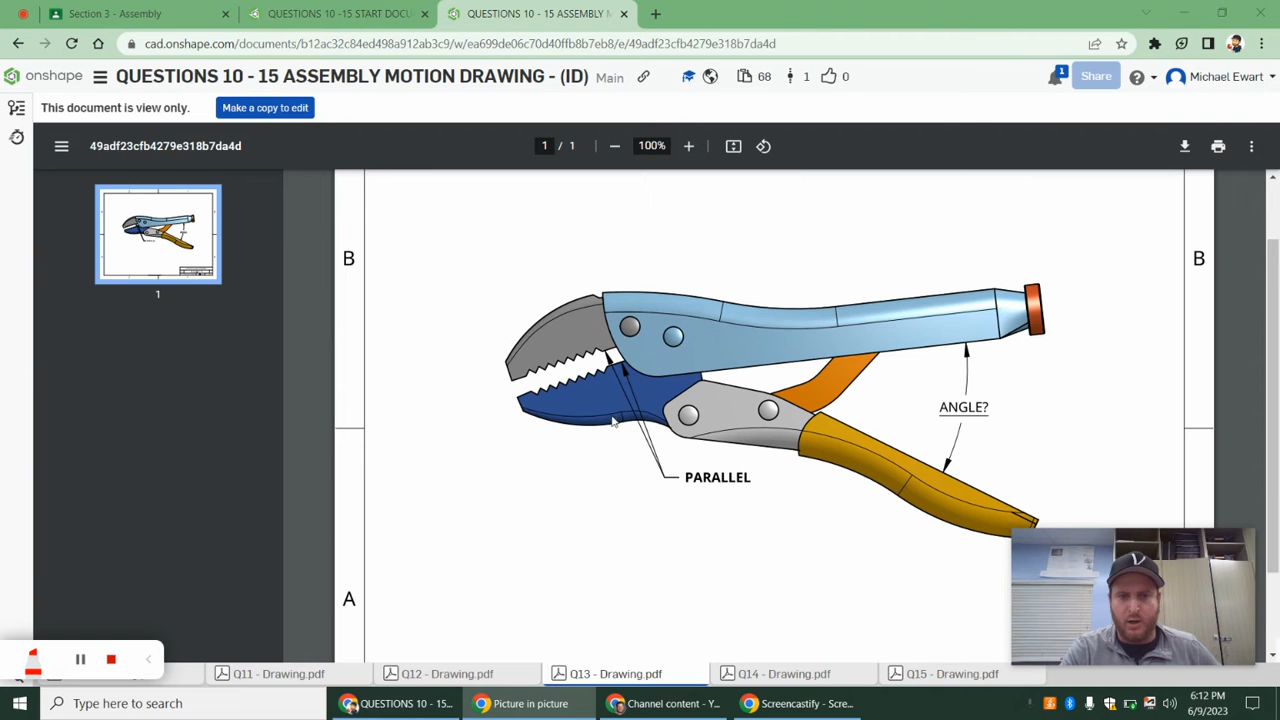 Section 3 - Assembly
QUESTIONS 10 -15 START DOCU
QUESTIONS 10 - 15 ASSEMBLY M
cad.onshape.com/documents/b12ac32c84ed498a912ab3c9/w/ea699de06c70d40ffb8b7eb8/e/49adf23cfb4279e318b7da4d
onshape
QUESTIONS 10 - 15 ASSEMBLY MOTION DRAWING - (ID)
Main
68
1
0
1
Share
Michael Ewart
This document is view only.
Make a copy to edit
49adf23cfb4279e318b7da4d
1 / 1
100%
1
B
B
ANGLE?
PARALLEL
A
Q11 - Drawing.pdf
Q12 - Drawing.pdf
Q13 - Drawing.pdf
Q14 - Drawing.pdf
Q15 - Drawing.pdf
Type here to search
QUESTIONS 10 - 15...
Picture in picture
Channel content - Y...
Screencastify - Scre...
6:12 PM
6/9/2023